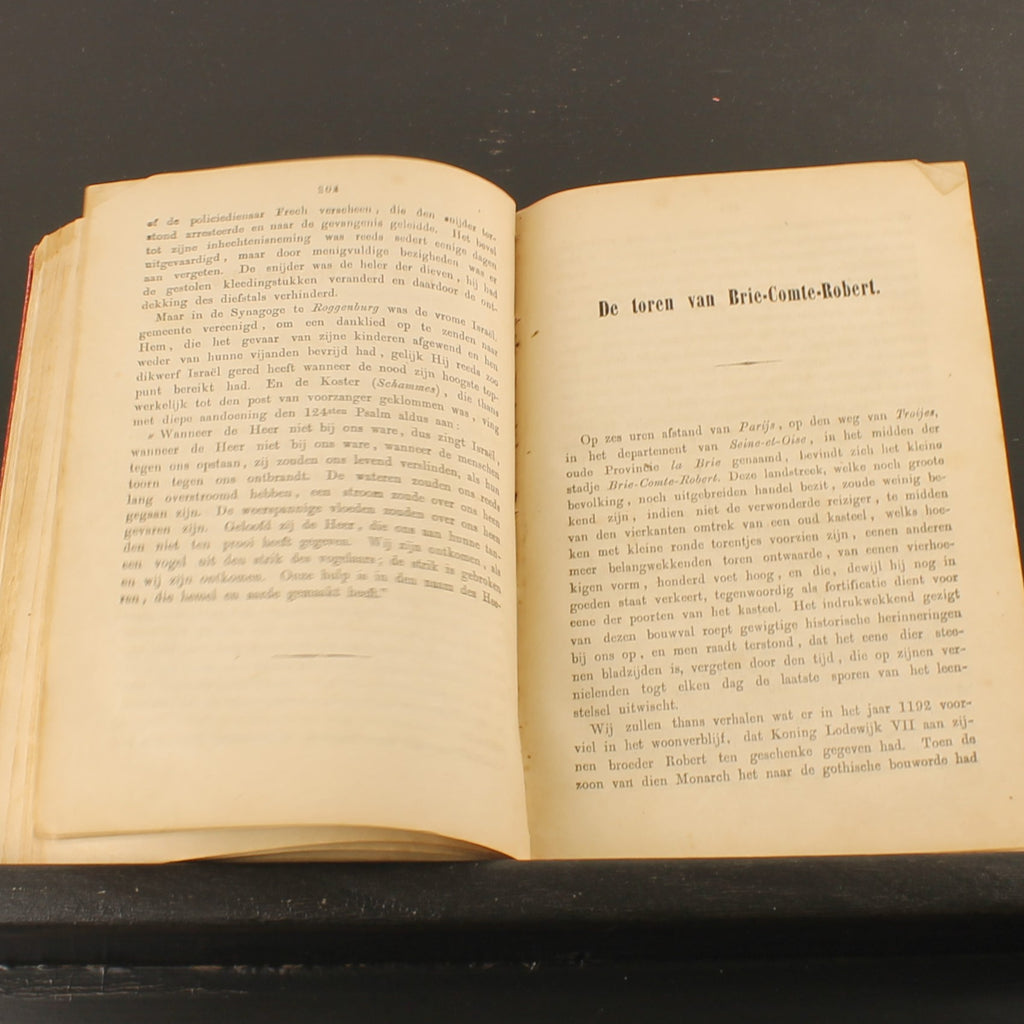 204
of de policiedienaar Frech verscheen, die den snijder ter-
stond arresteerde en naar de gevangenis geleidde. Het bevel
tot zijne inhechtenisneming was reeds sedert eenige dagen
uitgevaardigd, maar door menigvuldige bezigheden was er
aan vergeten. De snijder was de heler der dieven, hij had
de gestolen kleedingstukken veranderd en daardoor de ont-
dekking des diefstals verhinderd.
Maar in de Synagoge te Roggenburg was de vrome Israël.
gemeente vereenigd, om een danklied op te zenden naar
Hem, die het gevaar van zijne kinderen afgewend en hen
weder van hunne vijanden bevrijd had, gelijk Hij reeds zoo
dikwerf Israël gered heeft wanneer de nood zijn hoogste top-
punt bereikt had. En de Koster (Schammes), die thans
werkelijk tot den post van voorzanger geklommen was, ving
met diepe aandoening den 124sten Psalm aldus aan:
„Wanneer de Heer niet bij ons ware, dus zingt Israël,
wanneer de Heer niet bij ons ware, wanneer de menschen
tegen ons opstaan, zij zouden ons levend verslinden, als hun
toorn tegen ons ontbrandt. De wateren zouden ons reeds
lang overstroomd hebben, een stroom zoude over ons heen
gegaan zijn. De weerspannige vloeden zouden over ons heen
gevaren zijn. Geloofd zij de Heer, die ons aan hunne tan-
den niet ten prooi heeft gegeven. Wij zijn ontkomen, als
een vogel uit den strik des vogelaars; de strik is gebroken
en wij zijn ontkomen. Onze hulp is in den naam des Hee-
ren, die hemel en aarde gemaakt heeft."
De toren van Brie-Comte-Robert.
Op zes uren afstand van Parijs, op den weg van Troijes,
in het departement van Seine-et-Oise, in het midden der
oude Provincie la Brie genaamd, bevindt zich het kleine
stadje Brie-Comte-Robert. Deze landstreek, welke noch groote
bevolking, noch uitgebreiden handel bezit, zoude weinig be-
kend zijn, indien niet de verwonderde reiziger, te midden
van den vierkanten omtrek van een oud kasteel, welks hoe-
ken met kleine ronde torentjes voorzien zijn, eenen anderen
meer belangwekkenden toren ontwaarde, van eenen vierhoe-
kigen vorm, honderd voet hoog, en die, dewijl hij nog in
goeden staat verkeert, tegenwoordig als fortificatie dient voor
eene der poorten van het kasteel. Het indrukwekkend gezigt
van dezen bouwval roept gewigtige historische herinneringen
bij ons op, en men raadt terstond, dat het eene dier stee-
nen bladzijden is, vergeten door den tijd, die op zijnen ver-
nielenden togt elken dag de laatste sporen van het leen-
stelsel uitwischt.
Wij zullen thans verhalen wat er in het jaar 1192 voor-
viel in het woonverblijf, dat Koning Lodewijk VII aan zij-
nen broeder Robert ten geschenke gegeven had. Toen de
zoon van dien Monarch het naar de gothische bouworde had